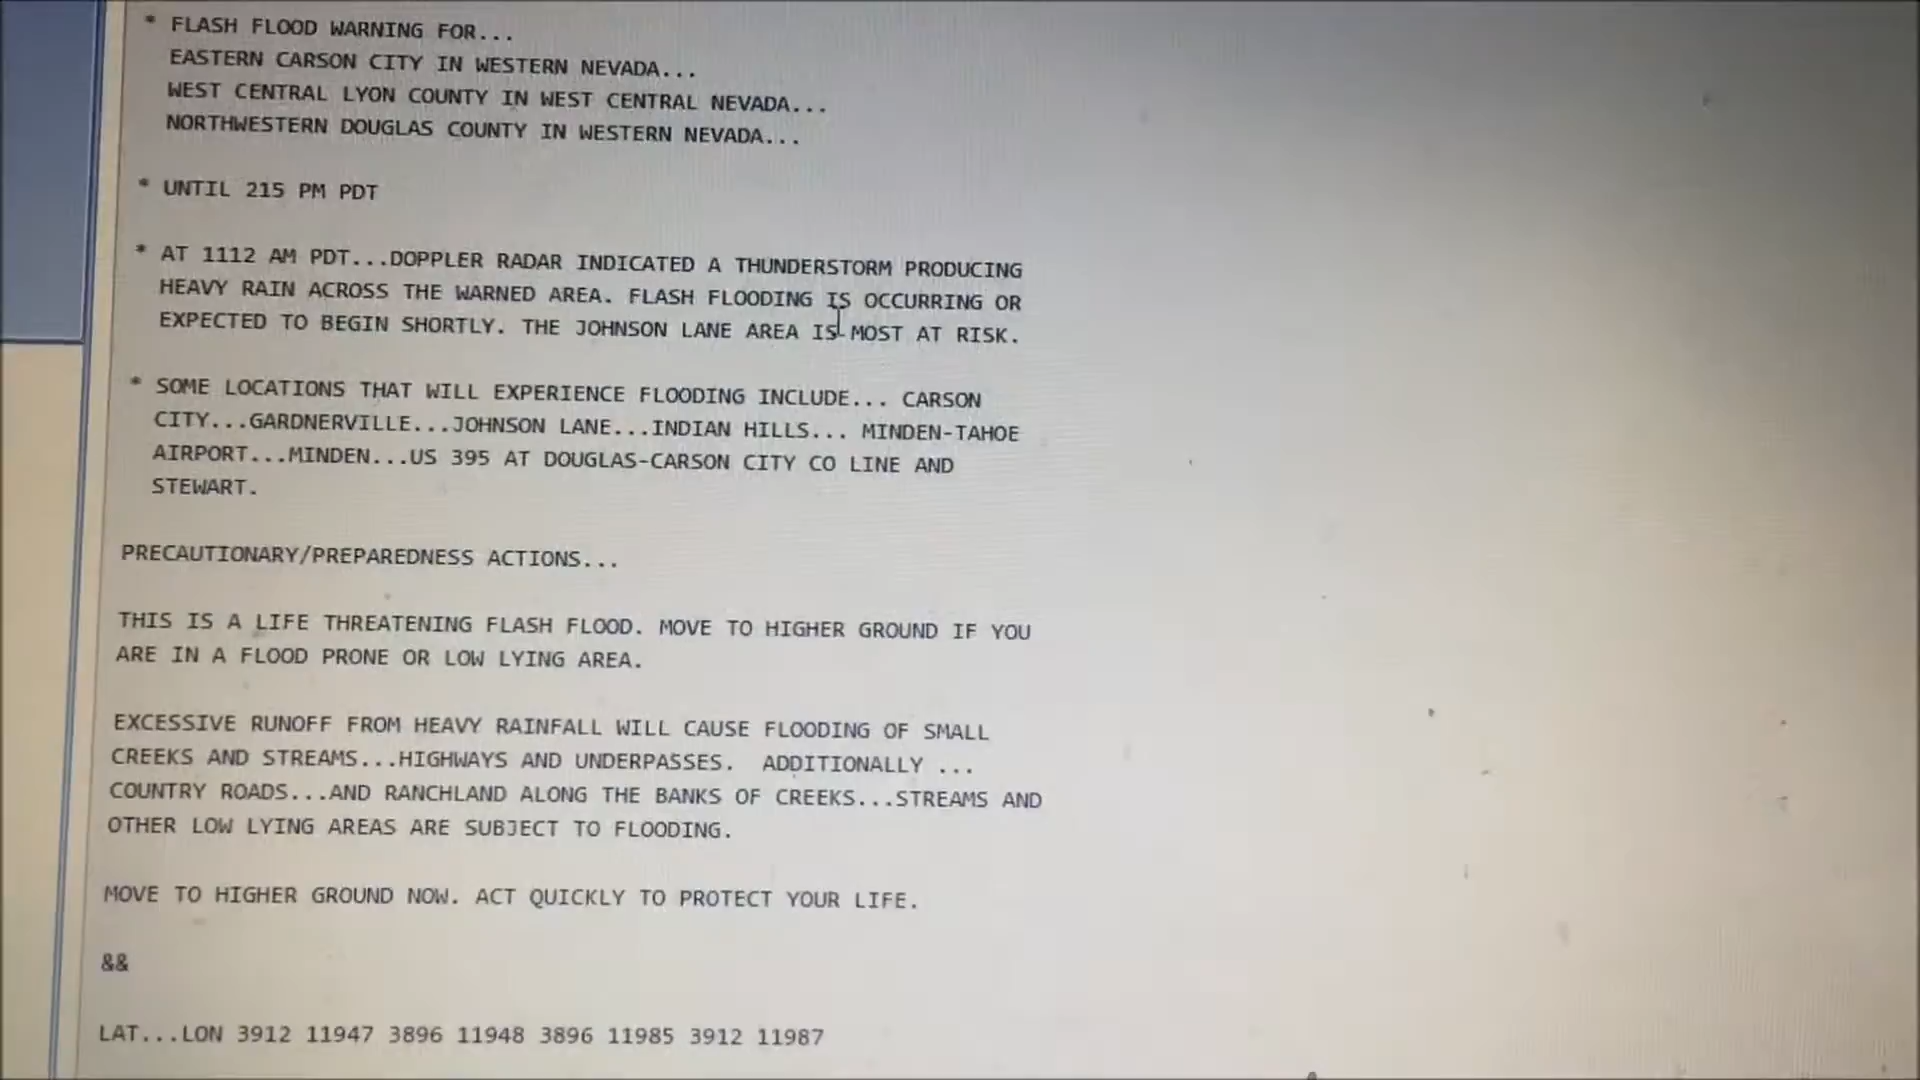 * FLASH FLOOD WARNING FOR...
EASTERN CARSON CITY IN WESTERN NEVADA...
WEST CENTRAL LYON COUNTY IN WEST CENTRAL NEVADA...
NORTHWESTERN DOUGLAS COUNTY IN WESTERN NEVADA...
* UNTIL 215 PM PDT
* AT 1112 AM PDT...DOPPLER RADAR INDICATED A THUNDERSTORM PRODUCING
HEAVY RAIN ACROSS THE WARNED AREA. FLASH FLOODING IS OCCURRING OR
EXPECTED TO BEGIN SHORTLY. THE JOHNSON LANE AREA IS MOST AT RISK.
* SOME LOCATIONS THAT WILL EXPERIENCE FLOODING INCLUDE... CARSON
CITY...GARDNERVILLE...JOHNSON LANE...INDIAN HILLS... MINDEN-TAHOE
AIRPORT...MINDEN...US 395 AT DOUGLAS-CARSON CITY CO LINE AND
STEWART.
PRECAUTIONARY/PREPAREDNESS ACTIONS...
THIS IS A LIFE THREATENING FLASH FLOOD. MOVE TO HIGHER GROUND IF YOU
ARE IN A FLOOD PRONE OR LOW LYING AREA.
EXCESSIVE RUNOFF FROM HEAVY RAINFALL WILL CAUSE FLOODING OF SMALL
CREEKS AND STREAMS...HIGHWAYS AND UNDERPASSES.  ADDITIONALLY ...
COUNTRY ROADS...AND RANCHLAND ALONG THE BANKS OF CREEKS...STREAMS AND
OTHER LOW LYING AREAS ARE SUBJECT TO FLOODING.
MOVE TO HIGHER GROUND NOW. ACT QUICKLY TO PROTECT YOUR LIFE.
&&
LAT...LON 3912 11947 3896 11948 3896 11985 3912 11987